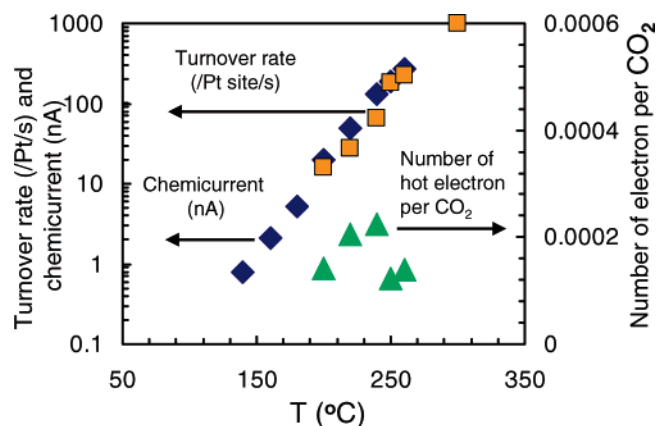 1000
100
10
1
0.1
Turnover rate (/Pt/s) and
chemicurrent (nA)
Turnover rate
(/Pt site/s)
Chemicurrent
(nA)
Number of
hot electron
per CO₂
0.0006
0.0004
0.0002
0
Number of electron per CO₂
50 150 250 350
T (ºC)